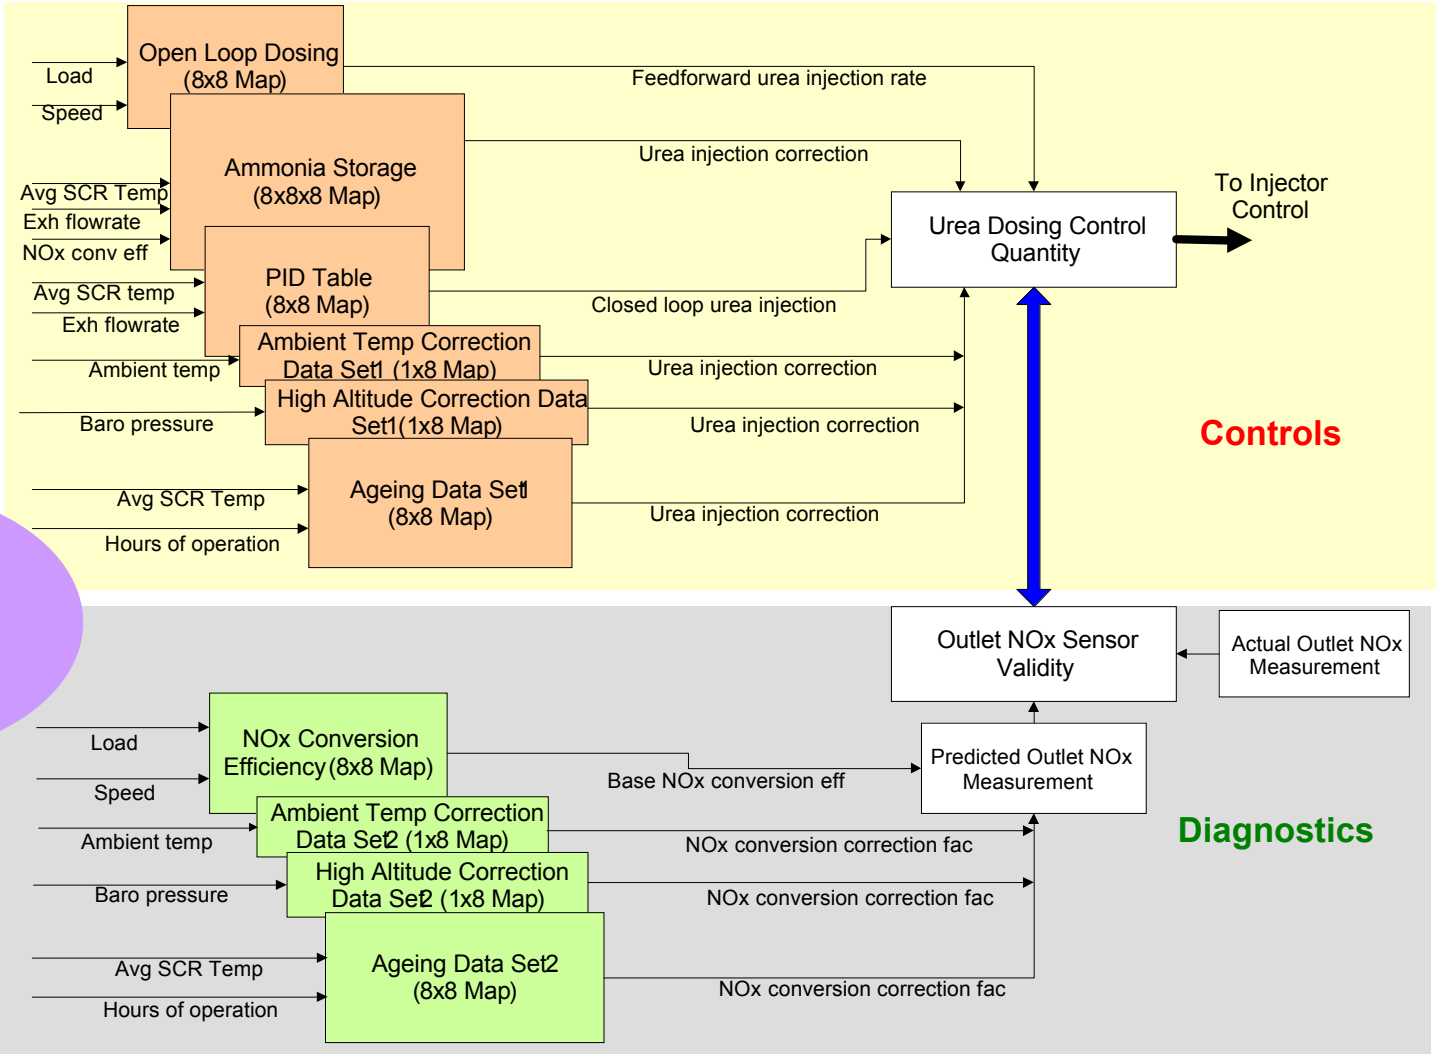 Open Loop Dosing
(8x8 Map)
Load
Speed
Feedforward urea injection rate
Ammonia Storage
(8x8x8 Map)
Urea injection correction
Avg SCR Temp
Exh flowrate
NOx conv eff
To Injector
Control
Urea Dosing Control
Quantity
PID Table
(8x8 Map)
Avg SCR temp
Exh flowrate
Closed loop urea injection
Ambient Temp Correction
Data Set1 (1x8 Map)
Ambient temp
Urea injection correction
High Altitude Correction Data
Set1(1x8 Map)
Baro pressure
Urea injection correction
Controls
Ageing Data Set1
(8x8 Map)
Avg SCR Temp
Hours of operation
Urea injection correction
Outlet NOx Sensor
Validity
Actual Outlet NOx
Measurement
NOx Conversion
Efficiency(8x8 Map)
Load
Speed
Base NOx conversion eff
Predicted Outlet NOx
Measurement
Ambient Temp Correction
Data Set2 (1x8 Map)
Ambient temp
NOx conversion correction fac
Diagnostics
High Altitude Correction
Data Set2 (1x8 Map)
Baro pressure
NOx conversion correction fac
Ageing Data Set2
(8x8 Map)
Avg SCR Temp
Hours of operation
NOx conversion correction fac